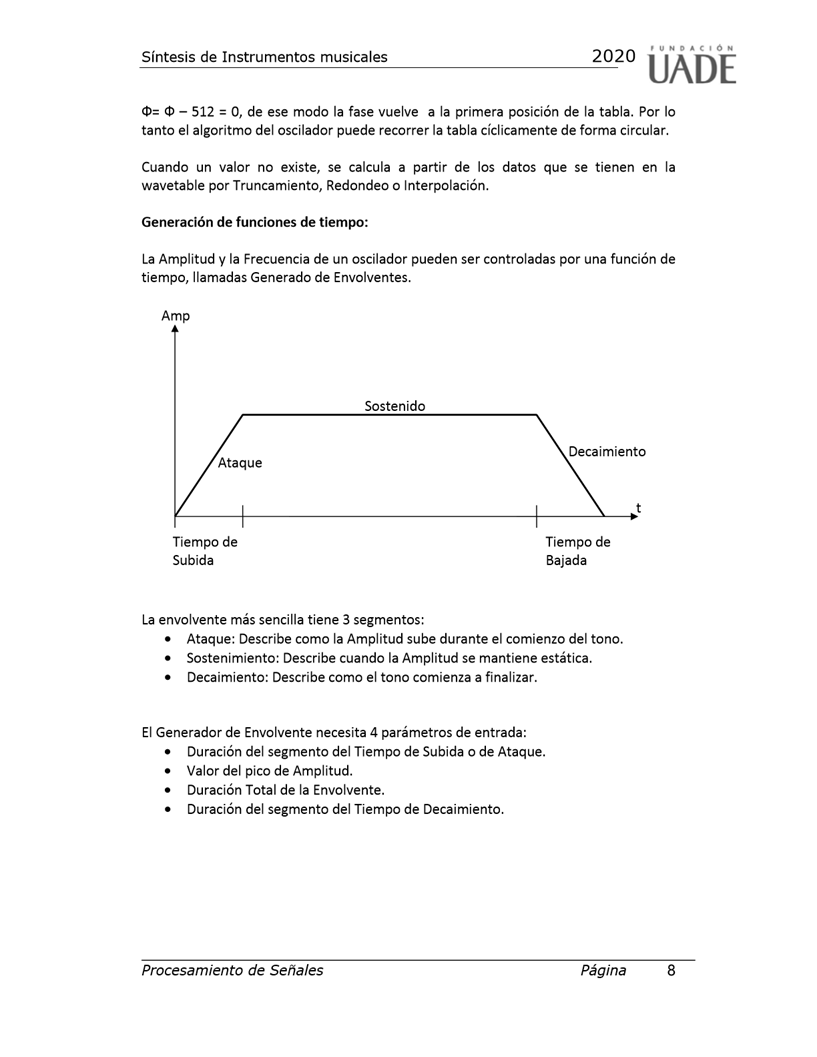 Síntesis de Instrumentos musicales 2020 FUNDACIÓN
UADE
Φ= Φ – 512 = 0, de ese modo la fase vuelve a la primera posición de la tabla. Por lo
tanto el algoritmo del oscilador puede recorrer la tabla cíclicamente de forma circular.
Cuando un valor no existe, se calcula a partir de los datos que se tienen en la
wavetable por Truncamiento, Redondeo o Interpolación.
Generación de funciones de tiempo:
La Amplitud y la Frecuencia de un oscilador pueden ser controladas por una función de
tiempo, llamadas Generado de Envolventes.
Amp
Sostenido
Ataque
Decaimiento
t
Tiempo de
Subida
Tiempo de
Bajada
La envolvente más sencilla tiene 3 segmentos:
• Ataque: Describe como la Amplitud sube durante el comienzo del tono.
• Sostenimiento: Describe cuando la Amplitud se mantiene estática.
• Decaimiento: Describe como el tono comienza a finalizar.
El Generador de Envolvente necesita 4 parámetros de entrada:
• Duración del segmento del Tiempo de Subida o de Ataque.
• Valor del pico de Amplitud.
• Duración Total de la Envolvente.
• Duración del segmento del Tiempo de Decaimiento.
Procesamiento de Señales Página 8